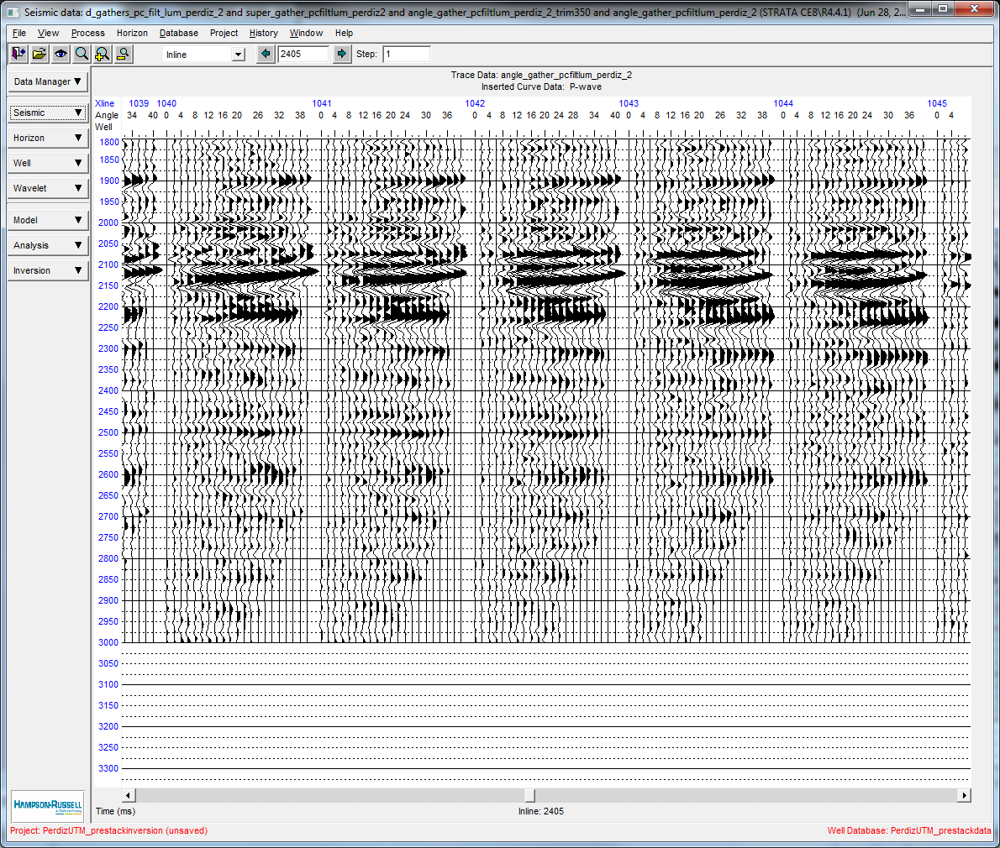 Seismic data: d_gathers_pc_filt_lum_perdiz_2 and super_gather_pcfiltlum_perdiz2 and angle_gather_pcfiltlum_perdiz_2_trim350 and angle_gather_pcfiltlum_perdiz_2 (STRATA CE8\R4.4.1) (Jun 28, 2...
File View Process Horizon Database Project History Window Help
Inline 2405 Step: 1
Data Manager
Seismic
Horizon
Well
Wavelet
Model
Analysis
Inversion
Trace Data: angle_gather_pcfiltlum_perdiz_2
Inserted Curve Data: P-wave
Xline 1039 1040 1041 1042 1043 1044 1045
Angle 34 40 0 4 8 12 16 20 26 32 38 0 4 8 12 16 20 24 30 36 0 4 8 12 16 20 24 28 34 40 0 4 8 12 16 20 26 32 38 0 4 8 12 16 20 24 30 36 0 4
Well
1800
1850
1900
1950
2000
2050
2100
2150
2200
2250
2300
2350
2400
2450
2500
2550
2600
2650
2700
2750
2800
2850
2900
2950
3000
3050
3100
3150
3200
3250
3300
Time (ms) Inline: 2405
HAMPSON-RUSSELL
Project: PerdizUTM_prestackinversion (unsaved) Well Database: PerdizUTM_prestackdata